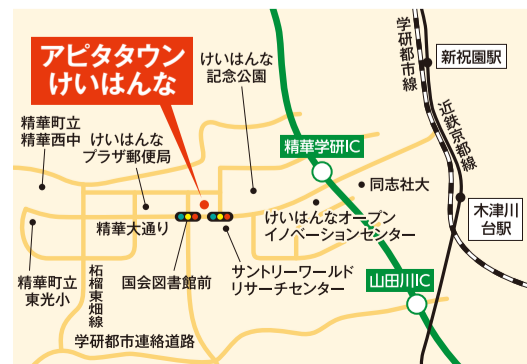 アピタタウン
けいはんな
けいはんな
記念公園
学研都市線
新祝園駅
近鉄京都線
精華町立
精華西中
けいはんな
プラザ郵便局
精華学研IC
同志社大
木津川
台駅
精華大通り
けいはんなオープン
イノベーションセンター
精華町立
東光小
柘榴東畑線
国会図書館前
サントリーワールド
リサーチセンター
山田川IC
学研都市連絡道路